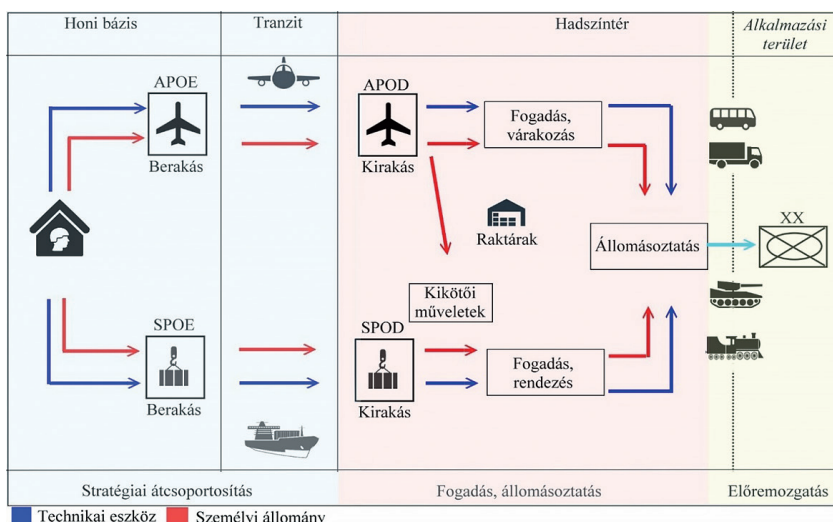 Honi bázis
Tranzit
Hadszíntér
Alkalmazási
terület
APOE
Berakás
APOD
Kirakás
Fogadás,
várakozás
Raktárak
XX
Állomásoztatás
Kikötői
műveletek
SPOE
Berakás
SPOD
Kirakás
Fogadás,
rendezés
Stratégiai átcsoportosítás
Fogadás, állomásoztatás
Előremozgatás
Technikai eszköz
Személyi állomány